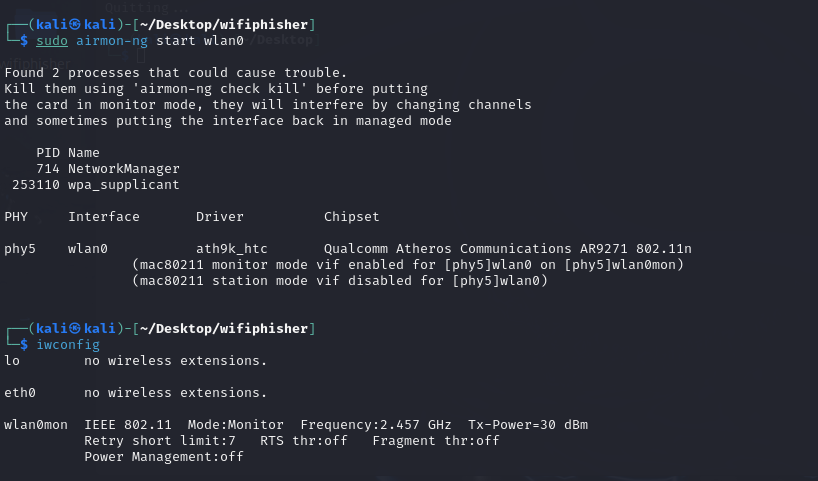 Quitting...
┌──(kali㉿kali)-[~/Desktop/wifiphisher]
└─$ sudo airmon-ng start wlan0
Found 2 processes that could cause trouble.
Kill them using 'airmon-ng check kill' before putting
the card in monitor mode, they will interfere by changing channels
and sometimes putting the interface back in managed mode
PID Name
714 NetworkManager
253110 wpa_supplicant
PHY Interface Driver Chipset
phy5 wlan0 ath9k_htc Qualcomm Atheros Communications AR9271 802.11n
(mac80211 monitor mode vif enabled for [phy5]wlan0 on [phy5]wlan0mon)
(mac80211 station mode vif disabled for [phy5]wlan0)
┌──(kali㉿kali)-[~/Desktop/wifiphisher]
└─$ iwconfig
lo no wireless extensions.
eth0 no wireless extensions.
wlan0mon IEEE 802.11 Mode:Monitor Frequency:2.457 GHz Tx-Power=30 dBm
Retry short limit:7 RTS thr:off Fragment thr:off
Power Management:off